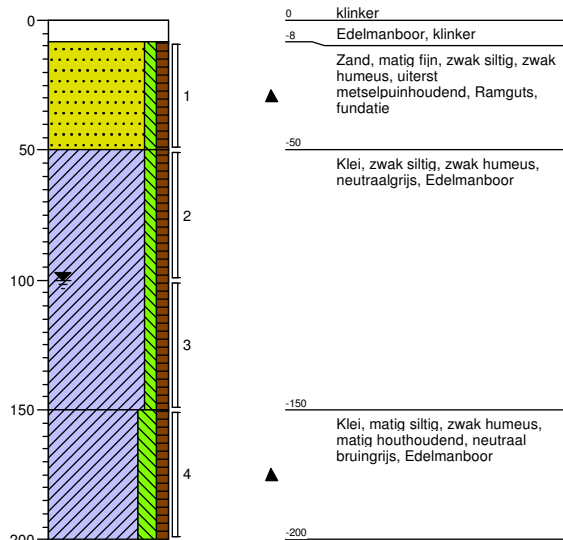 0
50
100
150
200
1
2
3
4
0 klinker
-8 Edelmanboor, klinker
Zand, matig fijn, zwak siltig, zwak
humeus, uiterst
metselpuinhoudend, Ramguts,
fundatie
-50
Klei, zwak siltig, zwak humeus,
neutraalgrijs, Edelmanboor
-150
Klei, matig siltig, zwak humeus,
matig houthoudend, neutraal
bruingrijs, Edelmanboor
-200